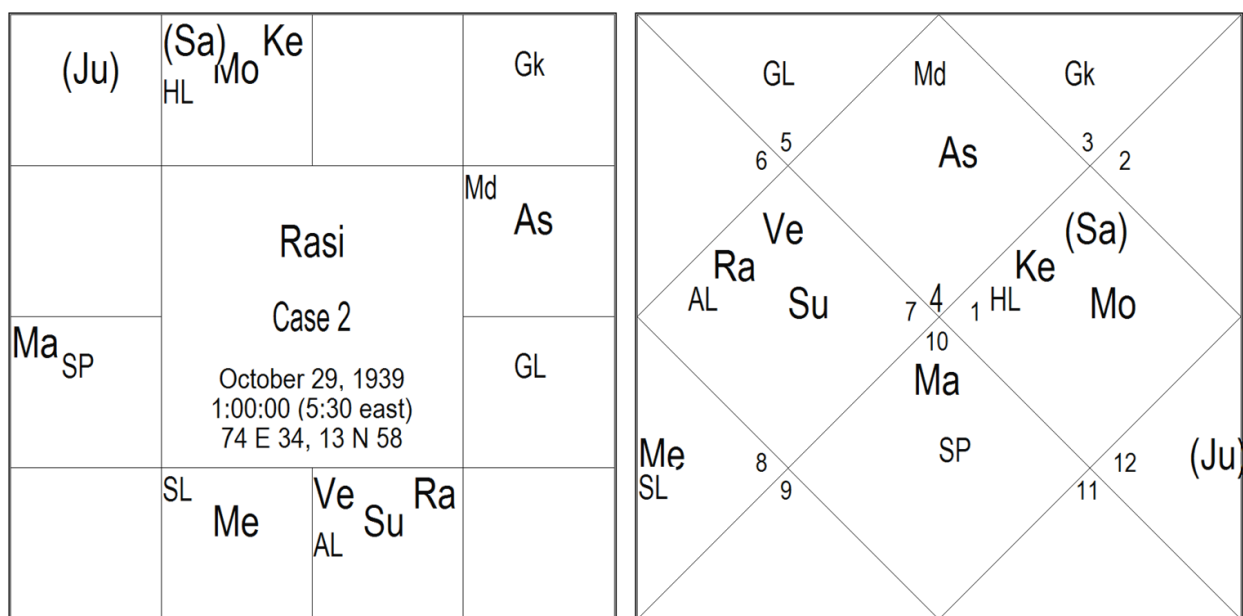 (Ju)
(Sa) Ke
Mo
HL
Gk
Md
As
Rasi
Case 2
October 29, 1939
1:00:00 (5:30 east)
74 E 34, 13 N 58
Ma SP
GL
SL
Me
Ve Ra
Su
AL
GL
Md
Gk
5
3
6
2
As
Ve
(Sa)
Ra
Ke
AL
Su
7
4
1
HL
Mo
10
Ma
Me
SL
8
SP
12
(Ju)
9
11